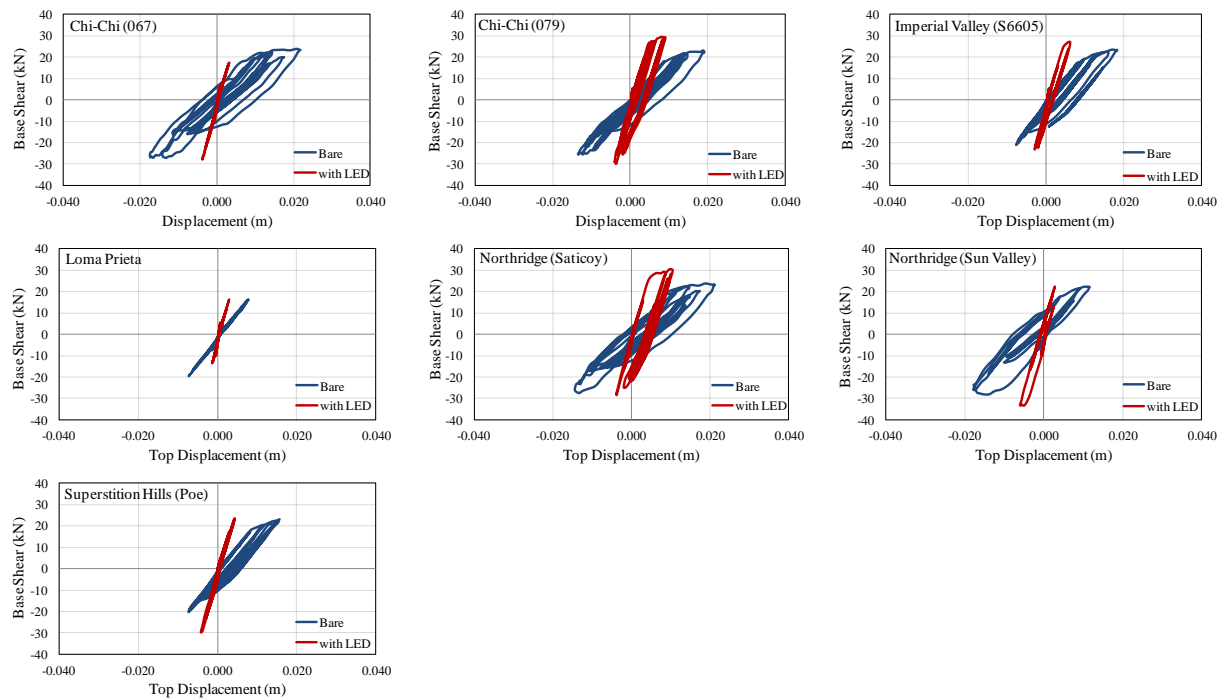 Chi-Chi (067)
Base Shear (kN)
40
30
20
10
0
-10
-20
-30
-40
Bare
with LED
-0.040 -0.020 0.000 0.020 0.040
Displacement (m)
Chi-Chi (079)
Base Shear (kN)
40
30
20
10
0
-10
-20
-30
-40
Bare
with LED
-0.040 -0.020 0.000 0.020 0.040
Displacement (m)
Imperial Valley (S6605)
Base Shear (kN)
40
30
20
10
0
-10
-20
-30
-40
Bare
with LED
-0.040 -0.020 0.000 0.020 0.040
Top Displacement (m)
Loma Prieta
Base Shear (kN)
40
30
20
10
0
-10
-20
-30
-40
Bare
with LED
-0.040 -0.020 0.000 0.020 0.040
Top Displacement (m)
Northridge (Saticoy)
Base Shear (kN)
40
30
20
10
0
-10
-20
-30
-40
Bare
with LED
-0.040 -0.020 0.000 0.020 0.040
Top Displacement (m)
Northridge (Sun Valley)
Base Shear (kN)
40
30
20
10
0
-10
-20
-30
-40
Bare
with LED
-0.040 -0.020 0.000 0.020 0.040
Top Displacement (m)
Superstition Hills (Poe)
Base Shear (kN)
40
30
20
10
0
-10
-20
-30
-40
Bare
with LED
-0.040 -0.020 0.000 0.020 0.040
Top Displacement (m)